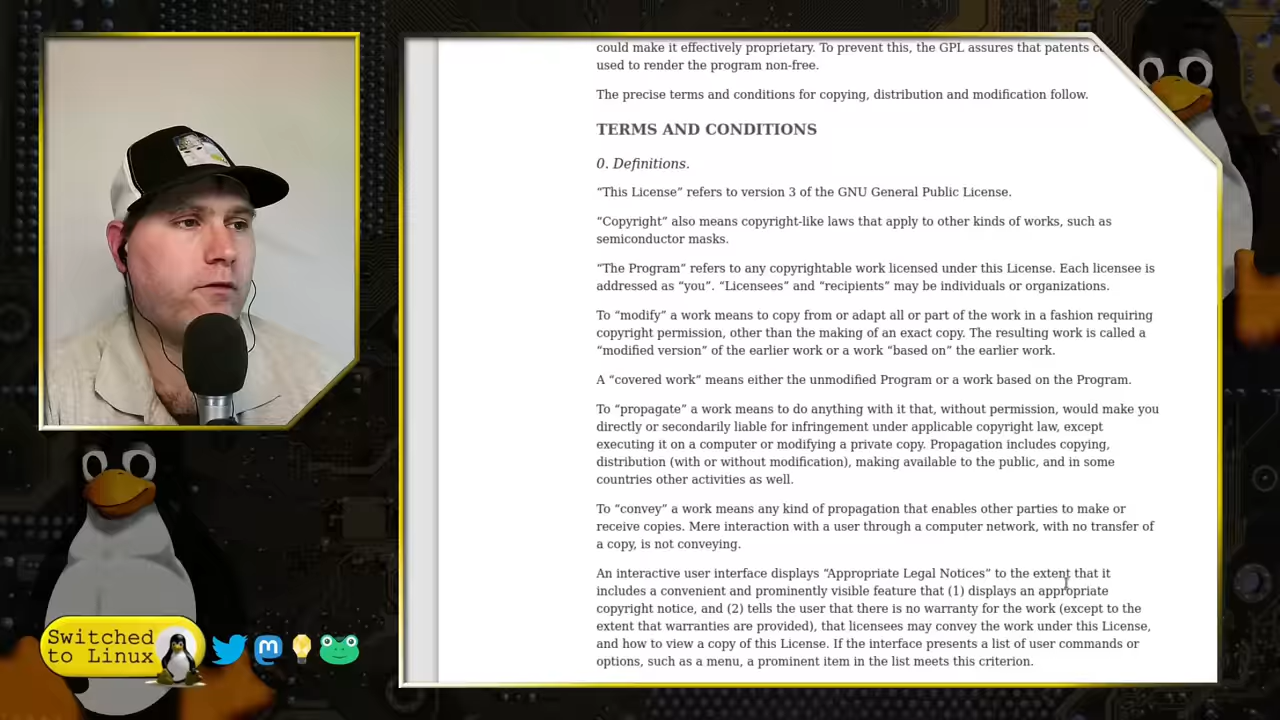 could make it effectively proprietary. To prevent this, the GPL assures that patents
used to render the program non-free.
The precise terms and conditions for copying, distribution and modification follow.
TERMS AND CONDITIONS
0. Definitions.
“This License” refers to version 3 of the GNU General Public License.
“Copyright” also means copyright-like laws that apply to other kinds of works, such as
semiconductor masks.
“The Program” refers to any copyrightable work licensed under this License. Each licensee is
addressed as “you”. “Licensees” and “recipients” may be individuals or organizations.
To “modify” a work means to copy from or adapt all or part of the work in a fashion requiring
copyright permission, other than the making of an exact copy. The resulting work is called a
“modified version” of the earlier work or a work “based on” the earlier work.
A “covered work” means either the unmodified Program or a work based on the Program.
To “propagate” a work means to do anything with it that, without permission, would make you
directly or secondarily liable for infringement under applicable copyright law, except
executing it on a computer or modifying a private copy. Propagation includes copying,
distribution (with or without modification), making available to the public, and in some
countries other activities as well.
To “convey” a work means any kind of propagation that enables other parties to make or
receive copies. Mere interaction with a user through a computer network, with no transfer of
a copy, is not conveying.
An interactive user interface displays “Appropriate Legal Notices” to the extent that it
includes a convenient and prominently visible feature that (1) displays an appropriate
copyright notice, and (2) tells the user that there is no warranty for the work (except to the
extent that warranties are provided), that licensees may convey the work under this License,
and how to view a copy of this License. If the interface presents a list of user commands or
options, such as a menu, a prominent item in the list meets this criterion.
Switched
to Linux